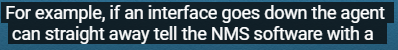 For example, if an interface goes down the agent
can straight away tell the NMS software with a